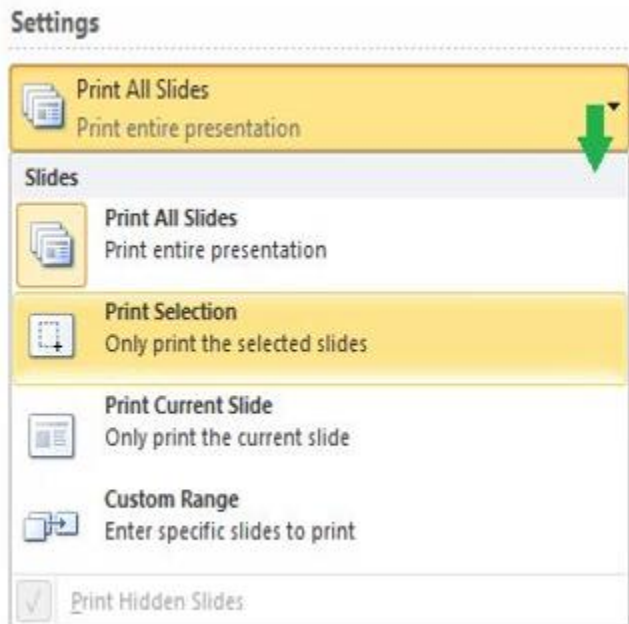 Settings
Print All Slides
Print entire presentation
Slides
Print All Slides
Print entire presentation
Print Selection
Only print the selected slides
Print Current Slide
Only print the current slide
Custom Range
Enter specific slides to print
Print Hidden Slides